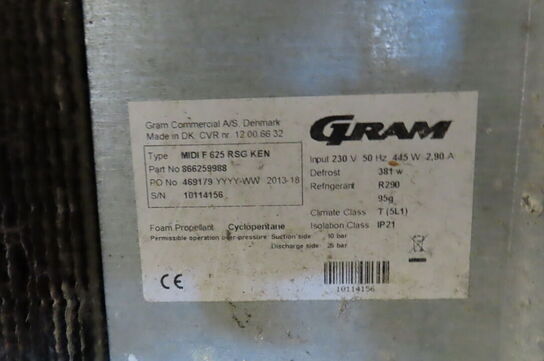 Gram Commercial A/S, Denmark
Made in DK. CVR nr. 12 00 66 32
GRAM
Type MIDI F 625 RSG KEN
Part No 866259988
PO No 469179 YYYY-WW 2013-18
S/N 10114156
Input 230 V 50 Hz 445 W 2,90 A
Defrost 381 w
Refringerant R290
95g
Climate Class T (5L1)
Isolation Class IP21
Foam Propellant Cyclopentane
Permissible operation over-pressure: Suction side: 10 bar
Discharge side: 25 bar
CE
10114156